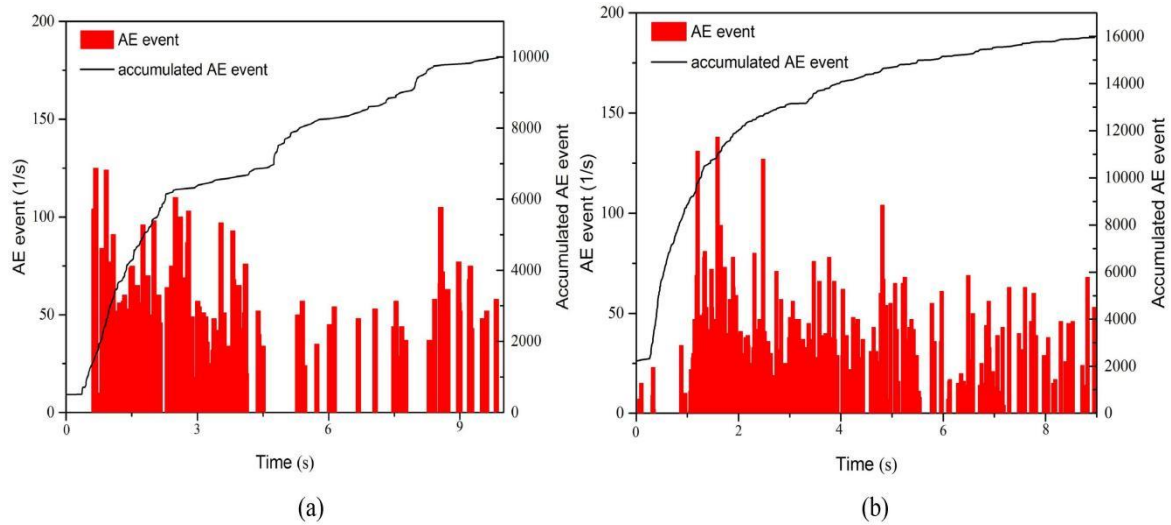 200
150
100
50
0
AE event (1/s)
AE event
accumulated AE event
10000
8000
6000
4000
2000
0
Accumulated AE event
0
3
6
9
Time (s)
(a)
200
150
100
50
0
AE event (1/s)
AE event
accumulated AE event
16000
14000
12000
10000
8000
6000
4000
2000
0
Accumulated AE event
0
2
4
6
8
Time (s)
(b)